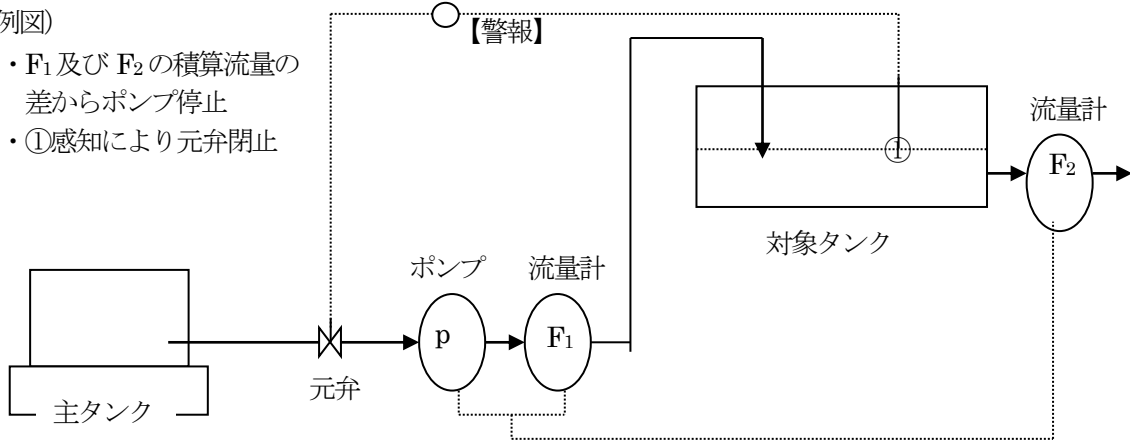 例図)
・F₁及び F₂の積算流量の
差からポンプ停止
・①感知により元弁閉止
【警報】
①
流量計
F₂
対象タンク
ポンプ
流量計
p
F₁
元弁
主タンク